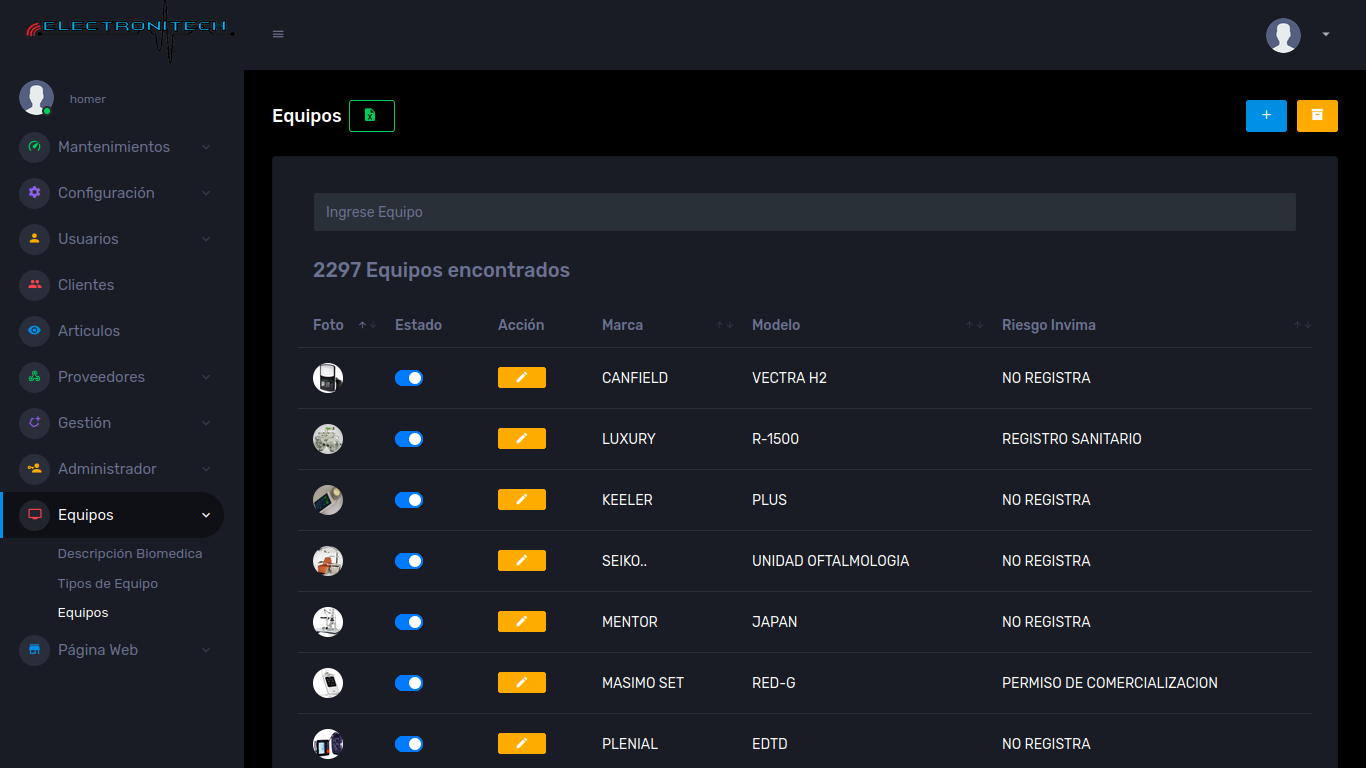 ELECTRONITECH
homer
Mantenimientos
Configuración
Usuarios
Clientes
Articulos
Proveedores
Gestión
Administrador
Equipos
Descripción Biomedica
Tipos de Equipo
Equipos
Página Web
Equipos
+
Ingrese Equipo
2297 Equipos encontrados
Foto Estado Acción Marca Modelo Riesgo Invima
CANFIELD VECTRA H2 NO REGISTRA
LUXURY R-1500 REGISTRO SANITARIO
KEELER PLUS NO REGISTRA
SEIKO.. UNIDAD OFTALMOLOGIA NO REGISTRA
MENTOR JAPAN NO REGISTRA
MASIMO SET RED-G PERMISO DE COMERCIALIZACION
PLENIAL EDTD NO REGISTRA